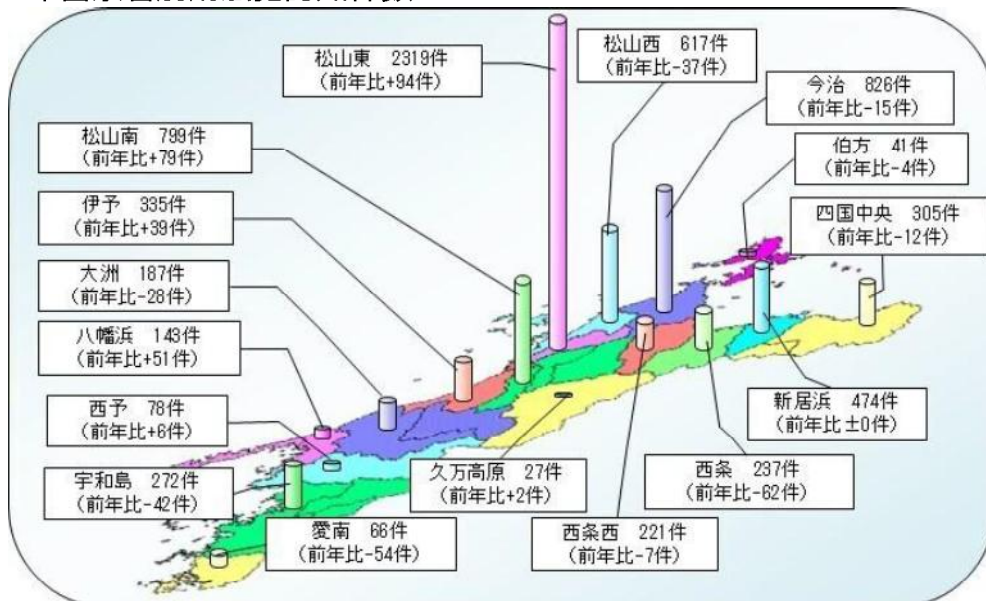 松山東 2319件
(前年比+94件)
松山西 617件
(前年比-37件)
今治 826件
(前年比-15件)
松山南 799件
(前年比+79件)
伯方 41件
(前年比-4件)
伊予 335件
(前年比+39件)
四国中央 305件
(前年比-12件)
大洲 187件
(前年比-28件)
八幡浜 143件
(前年比+51件)
西予 78件
(前年比+6件)
新居浜 474件
(前年比±0件)
宇和島 272件
(前年比-42件)
久万高原 27件
(前年比+2件)
西条 237件
(前年比-62件)
愛南 66件
(前年比-54件)
西条西 221件
(前年比-7件)